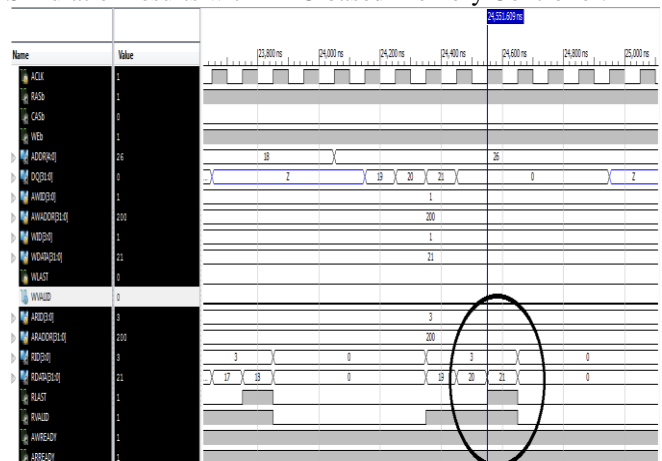 24,551.609 ns
Name Value 23,800 ns 24,000 ns 24,200 ns 24,400 ns 24,600 ns 24,800 ns 25,000 ns
ACLK 1
RASb 1
CASb 0
WEb 1
ADDR[4:0] 26 18 26
DQ[31:0] 0 ... Z 19 20 21 0 Z
AWID[3:0] 1 1
AWADDR[31:0] 200 200
WID[3:0] 1 1
WDATA[31:0] 21 21
WLAST 0
WVALID 0
ARID[3:0] 3 3
ARADDR[31:0] 200 200
RID[3:0] 3 3 0 3 0
RDATA[31:0] 21 ... 17 18 0 19 20 21 0
RLAST 1
RVALID 1
AWREADY 1
ARREADY 1